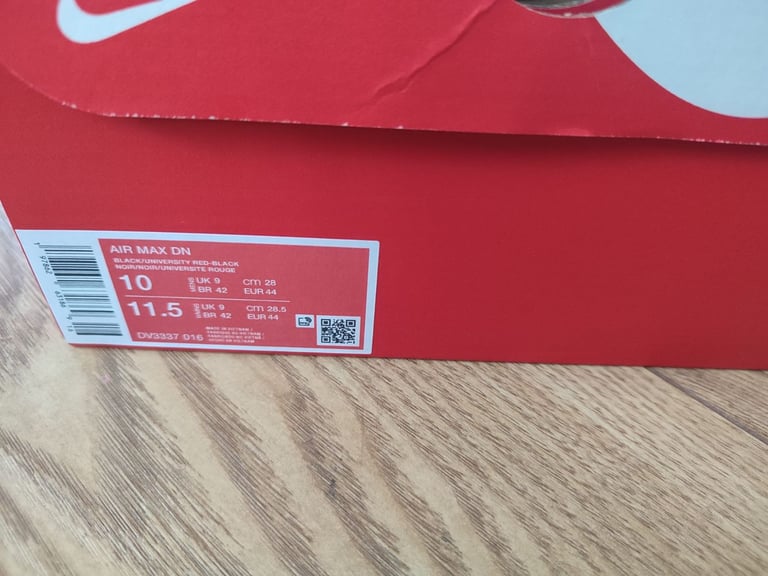 AIR MAX DN
BLACK/UNIVERSITY RED-BLACK
NOIR/NOIR/UNIVERSITE ROUGE
10 MENS UK 9 CM 28
BR 42 EUR 44
11.5 UK 9 CM 28.5
BR 42 EUR 44
DV3337 016
MADE IN VIETNAM